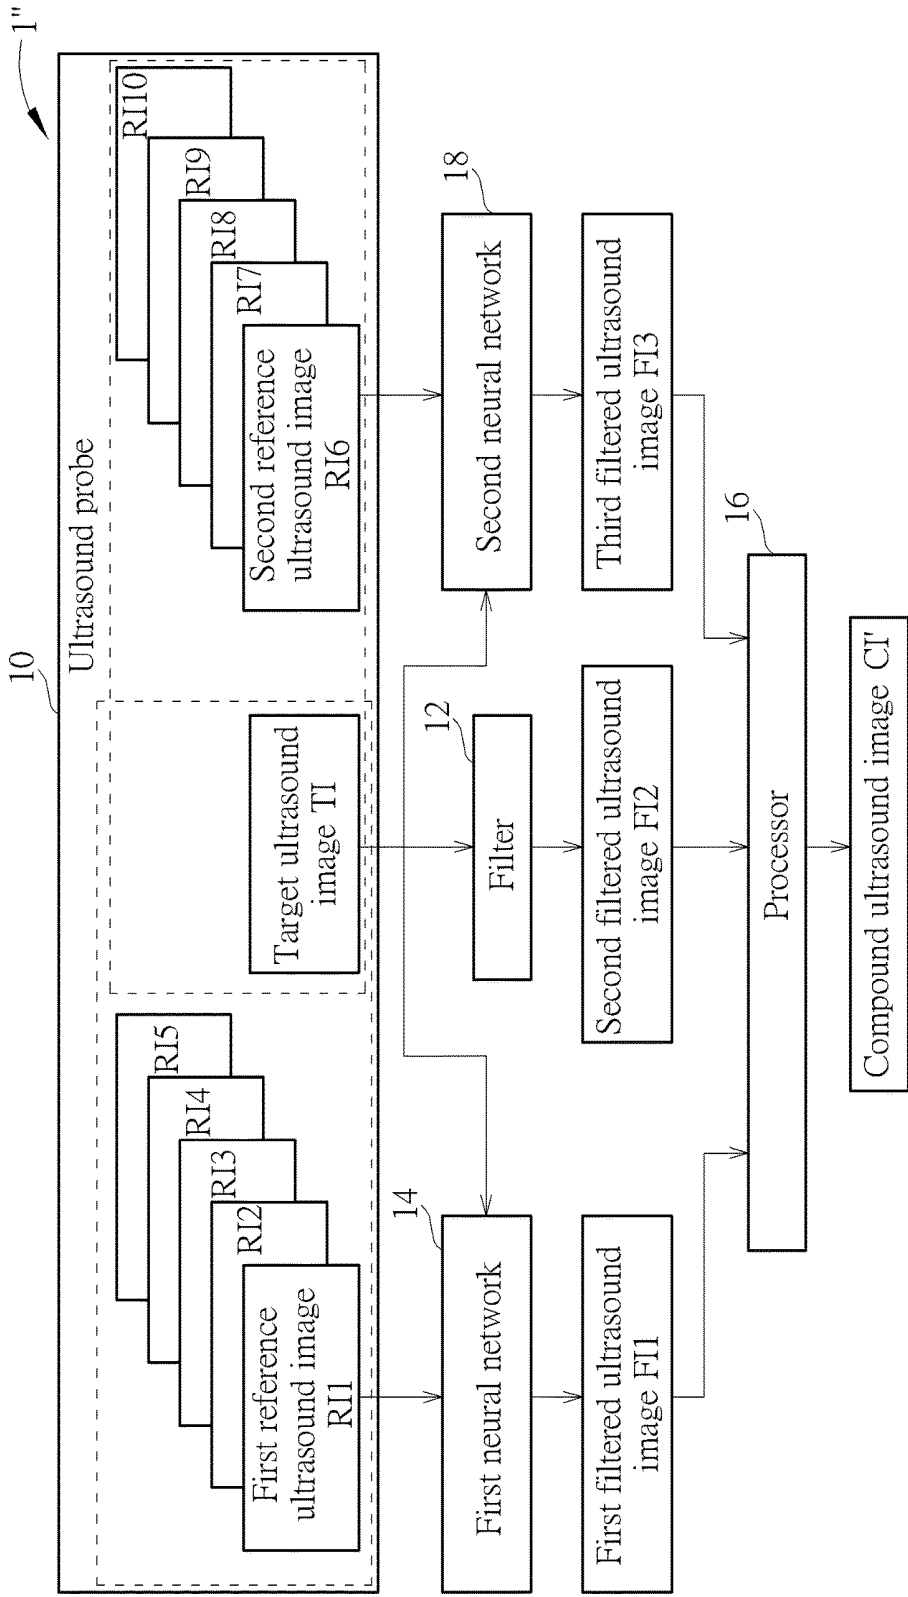 1"
10
Ultrasound probe
RI5
RI4
RI3
RI2
First reference
ultrasound image
RI1
Target ultrasound
image TI
RI10
RI9
RI8
RI7
Second reference
ultrasound image
RI6
14
First neural network
12
Filter
18
Second neural network
First filtered ultrasound
image FI1
Second filtered ultrasound
image FI2
Third filtered ultrasound
image FI3
16
Processor
Compound ultrasound image CI'